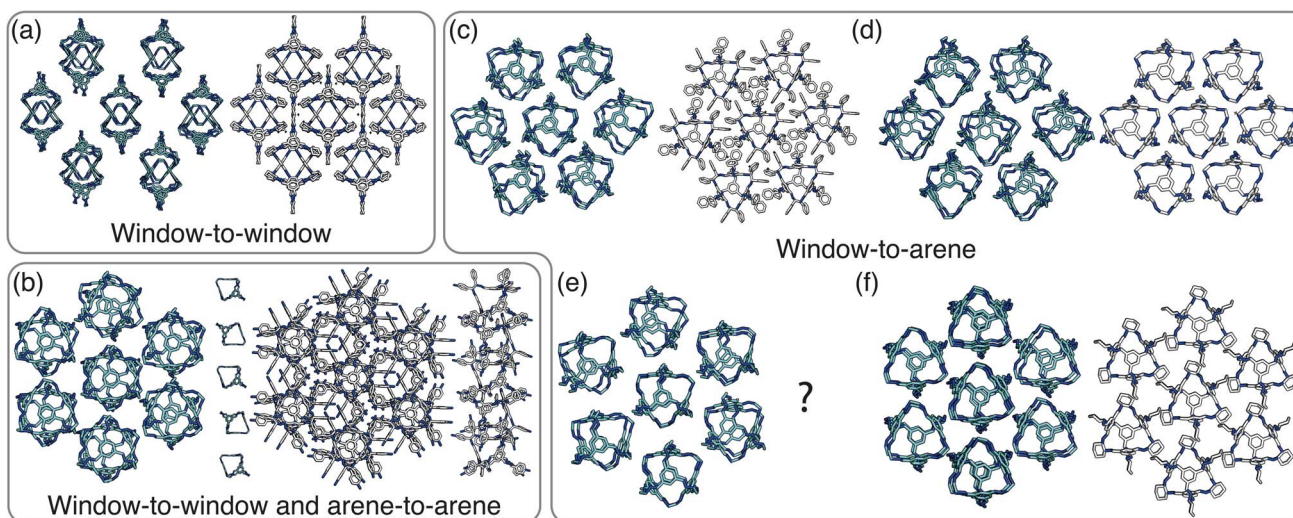 (a)
Window-to-window
(b)
Window-to-window and arene-to-arene
(c)
(d)
Window-to-arene
(e)
?
(f)